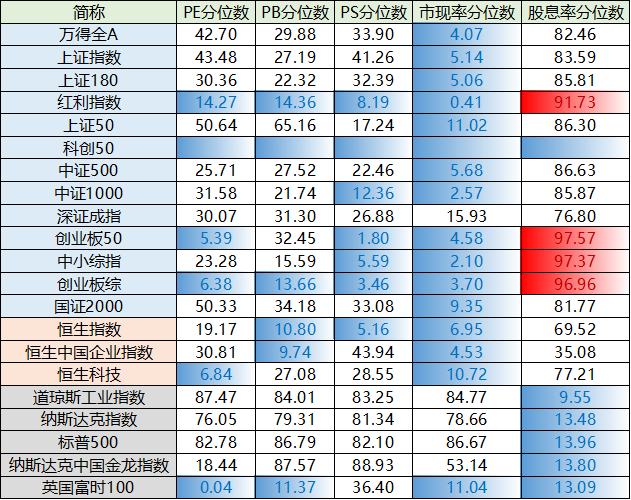 简称 PE分位数 PB分位数 PS分位数 市现率分位数 股息率分位数
万得全A 42.70 29.88 33.90 4.07 82.46
上证指数 43.48 27.19 41.26 5.14 83.59
上证180 30.36 22.32 32.39 5.06 85.81
红利指数 14.27 14.36 8.19 0.41 91.73
上证50 50.64 65.16 17.24 11.02 86.30
科创50
中证500 25.71 27.52 22.46 5.68 86.63
中证1000 31.58 21.74 12.36 2.57 85.87
深证成指 30.07 31.30 26.88 15.93 76.80
创业板50 5.39 32.45 1.80 4.58 97.57
中小综指 23.28 15.59 5.59 2.10 97.37
创业板综 6.38 13.66 3.46 3.70 96.96
国证2000 50.33 34.18 33.08 9.35 81.77
恒生指数 19.17 10.80 5.16 6.95 69.52
恒生中国企业指数 30.81 9.74 43.94 4.53 35.08
恒生科技 6.84 27.08 28.55 10.72 77.21
道琼斯工业指数 87.47 84.01 83.25 84.77 9.55
纳斯达克指数 76.05 79.31 81.34 78.66 13.48
标普500 82.78 86.79 82.10 86.67 13.96
纳斯达克中国金龙指数 18.44 87.57 88.93 53.14 13.80
英国富时100 0.04 11.37 36.40 11.04 13.09